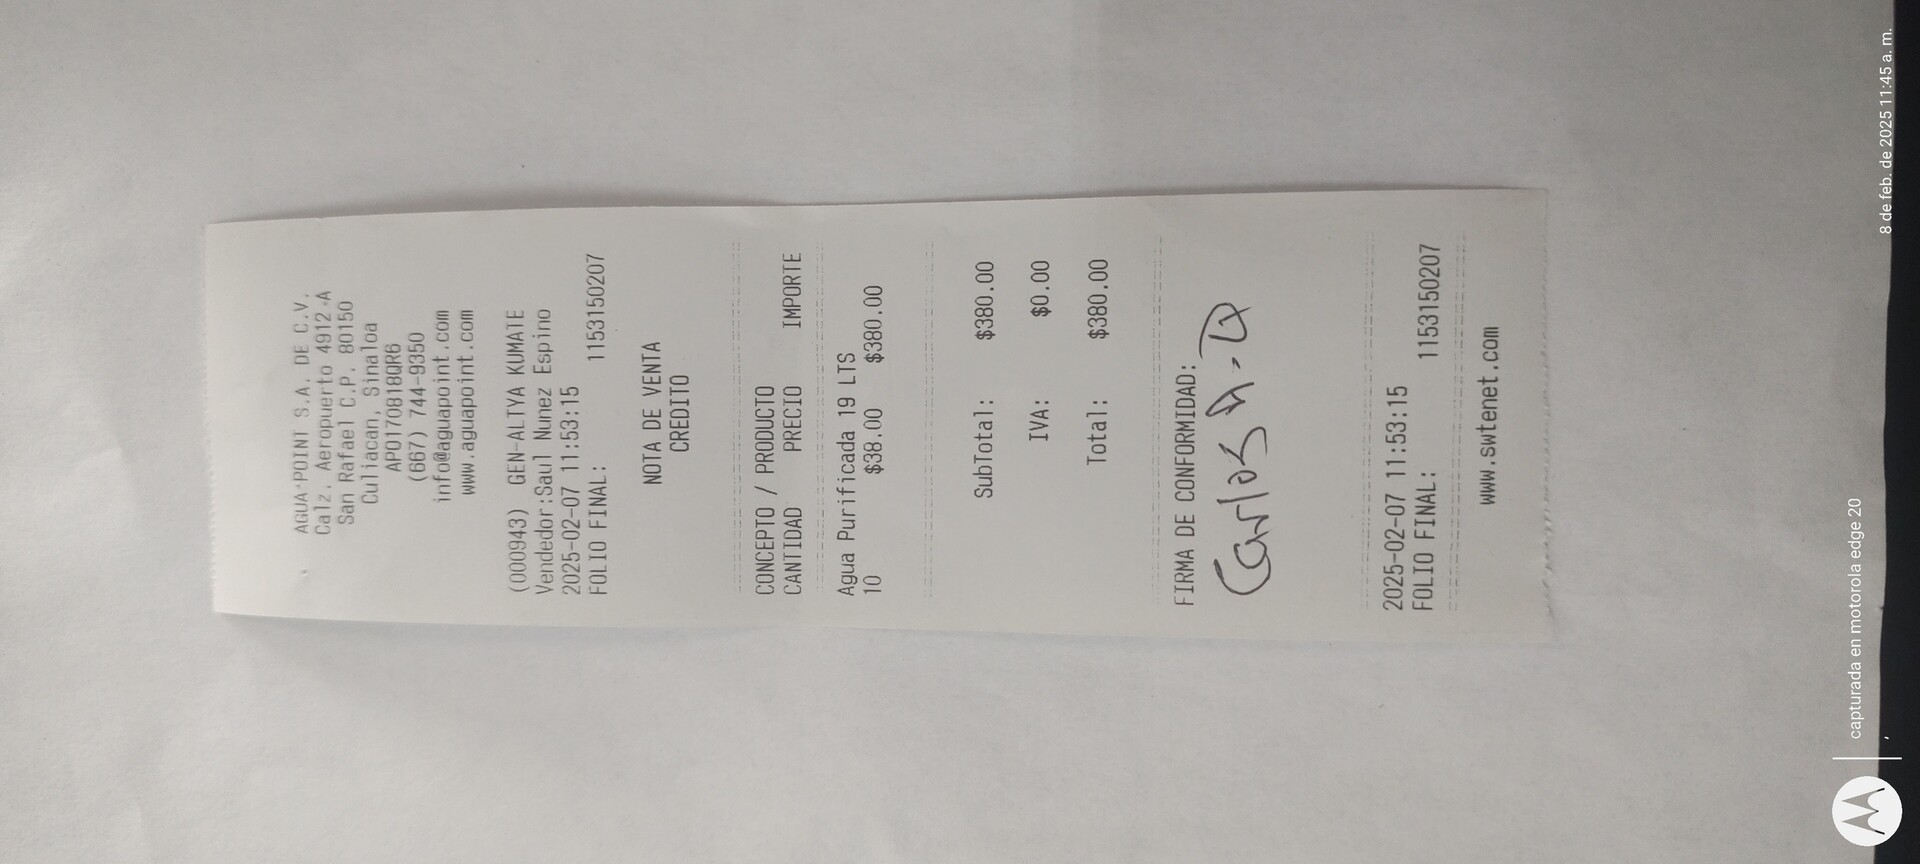 AGUA-POINT S.A. DE C.V.
Calz. Aeropuerto 4912-A
San Rafael C.P. 80150
Culiacan, Sinaloa
APO170818QR6
(667) 744-9350
info@aguapoint.com
www.aguapoint.com
(000943) GEN-ALTYA KUMATE
Vendedor:Saul Nunez Espino
2025-02-07 11:53:15
FOLIO FINAL: 1153150207
NOTA DE VENTA
CREDITO
CONCEPTO / PRODUCTO
CANTIDAD PRECIO IMPORTE
Agua Purificada 19 LTS
10 $38.00 $380.00
SubTotal: $380.00
IVA: $0.00
Total: $380.00
FIRMA DE CONFORMIDAD:
Carlos
2025-02-07 11:53:15
FOLIO FINAL: 1153150207
www.swtenet.com
capturada en motorola edge 20
8 de feb. de 2025 11:45 a. m.